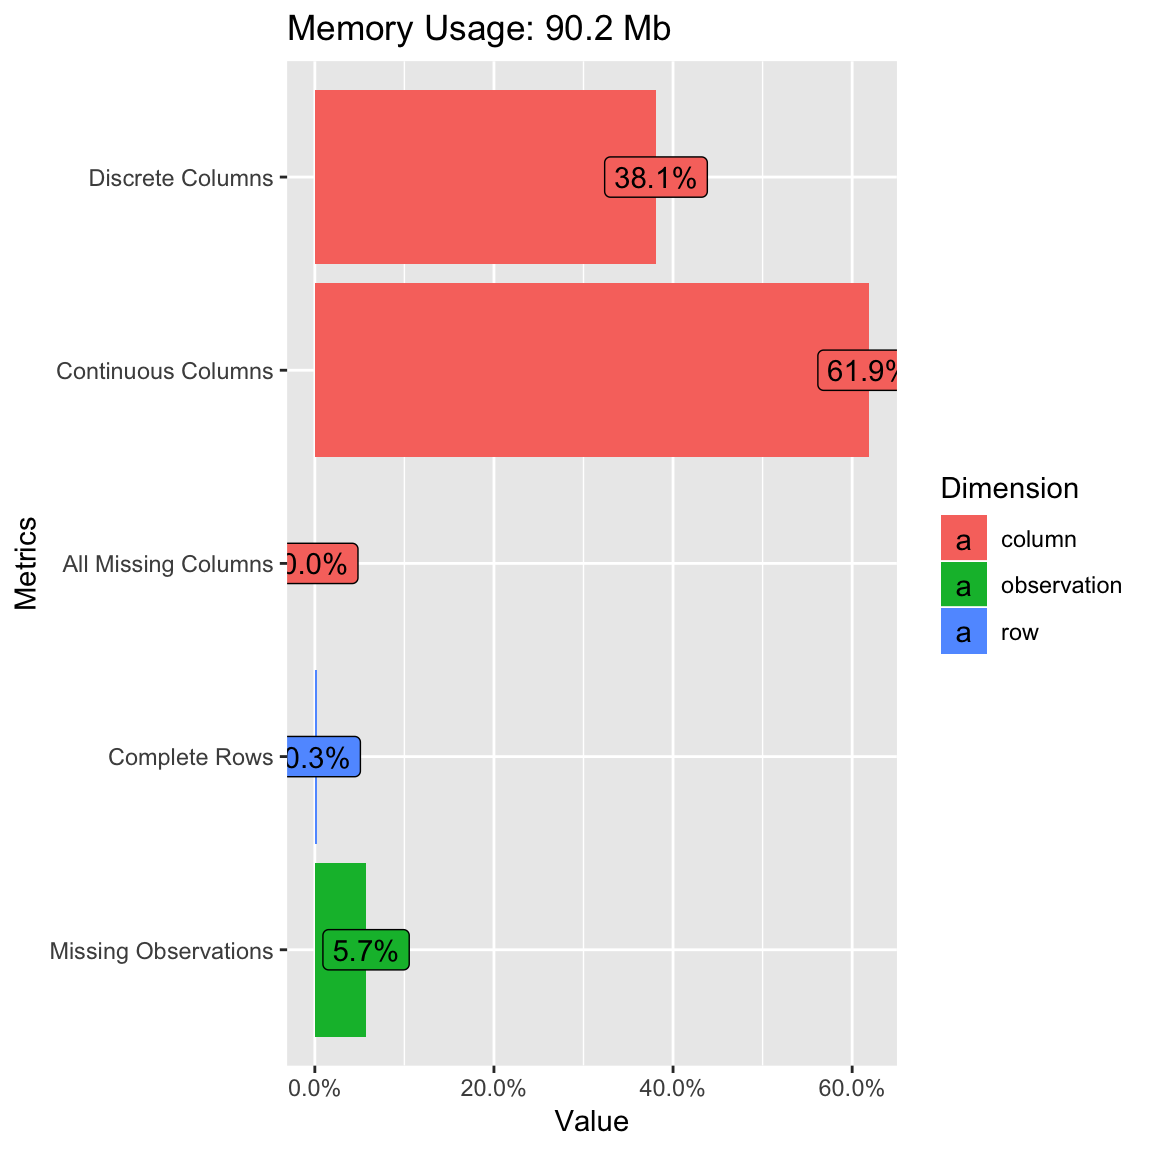 Memory Usage: 90.2 Mb
Discrete Columns
38.1%
Continuous Columns
61.9%
All Missing Columns
0.0%
Complete Rows
0.3%
Missing Observations
5.7%
Metrics
0.0% 20.0% 40.0% 60.0%
Value
Dimension
a column
a observation
a row